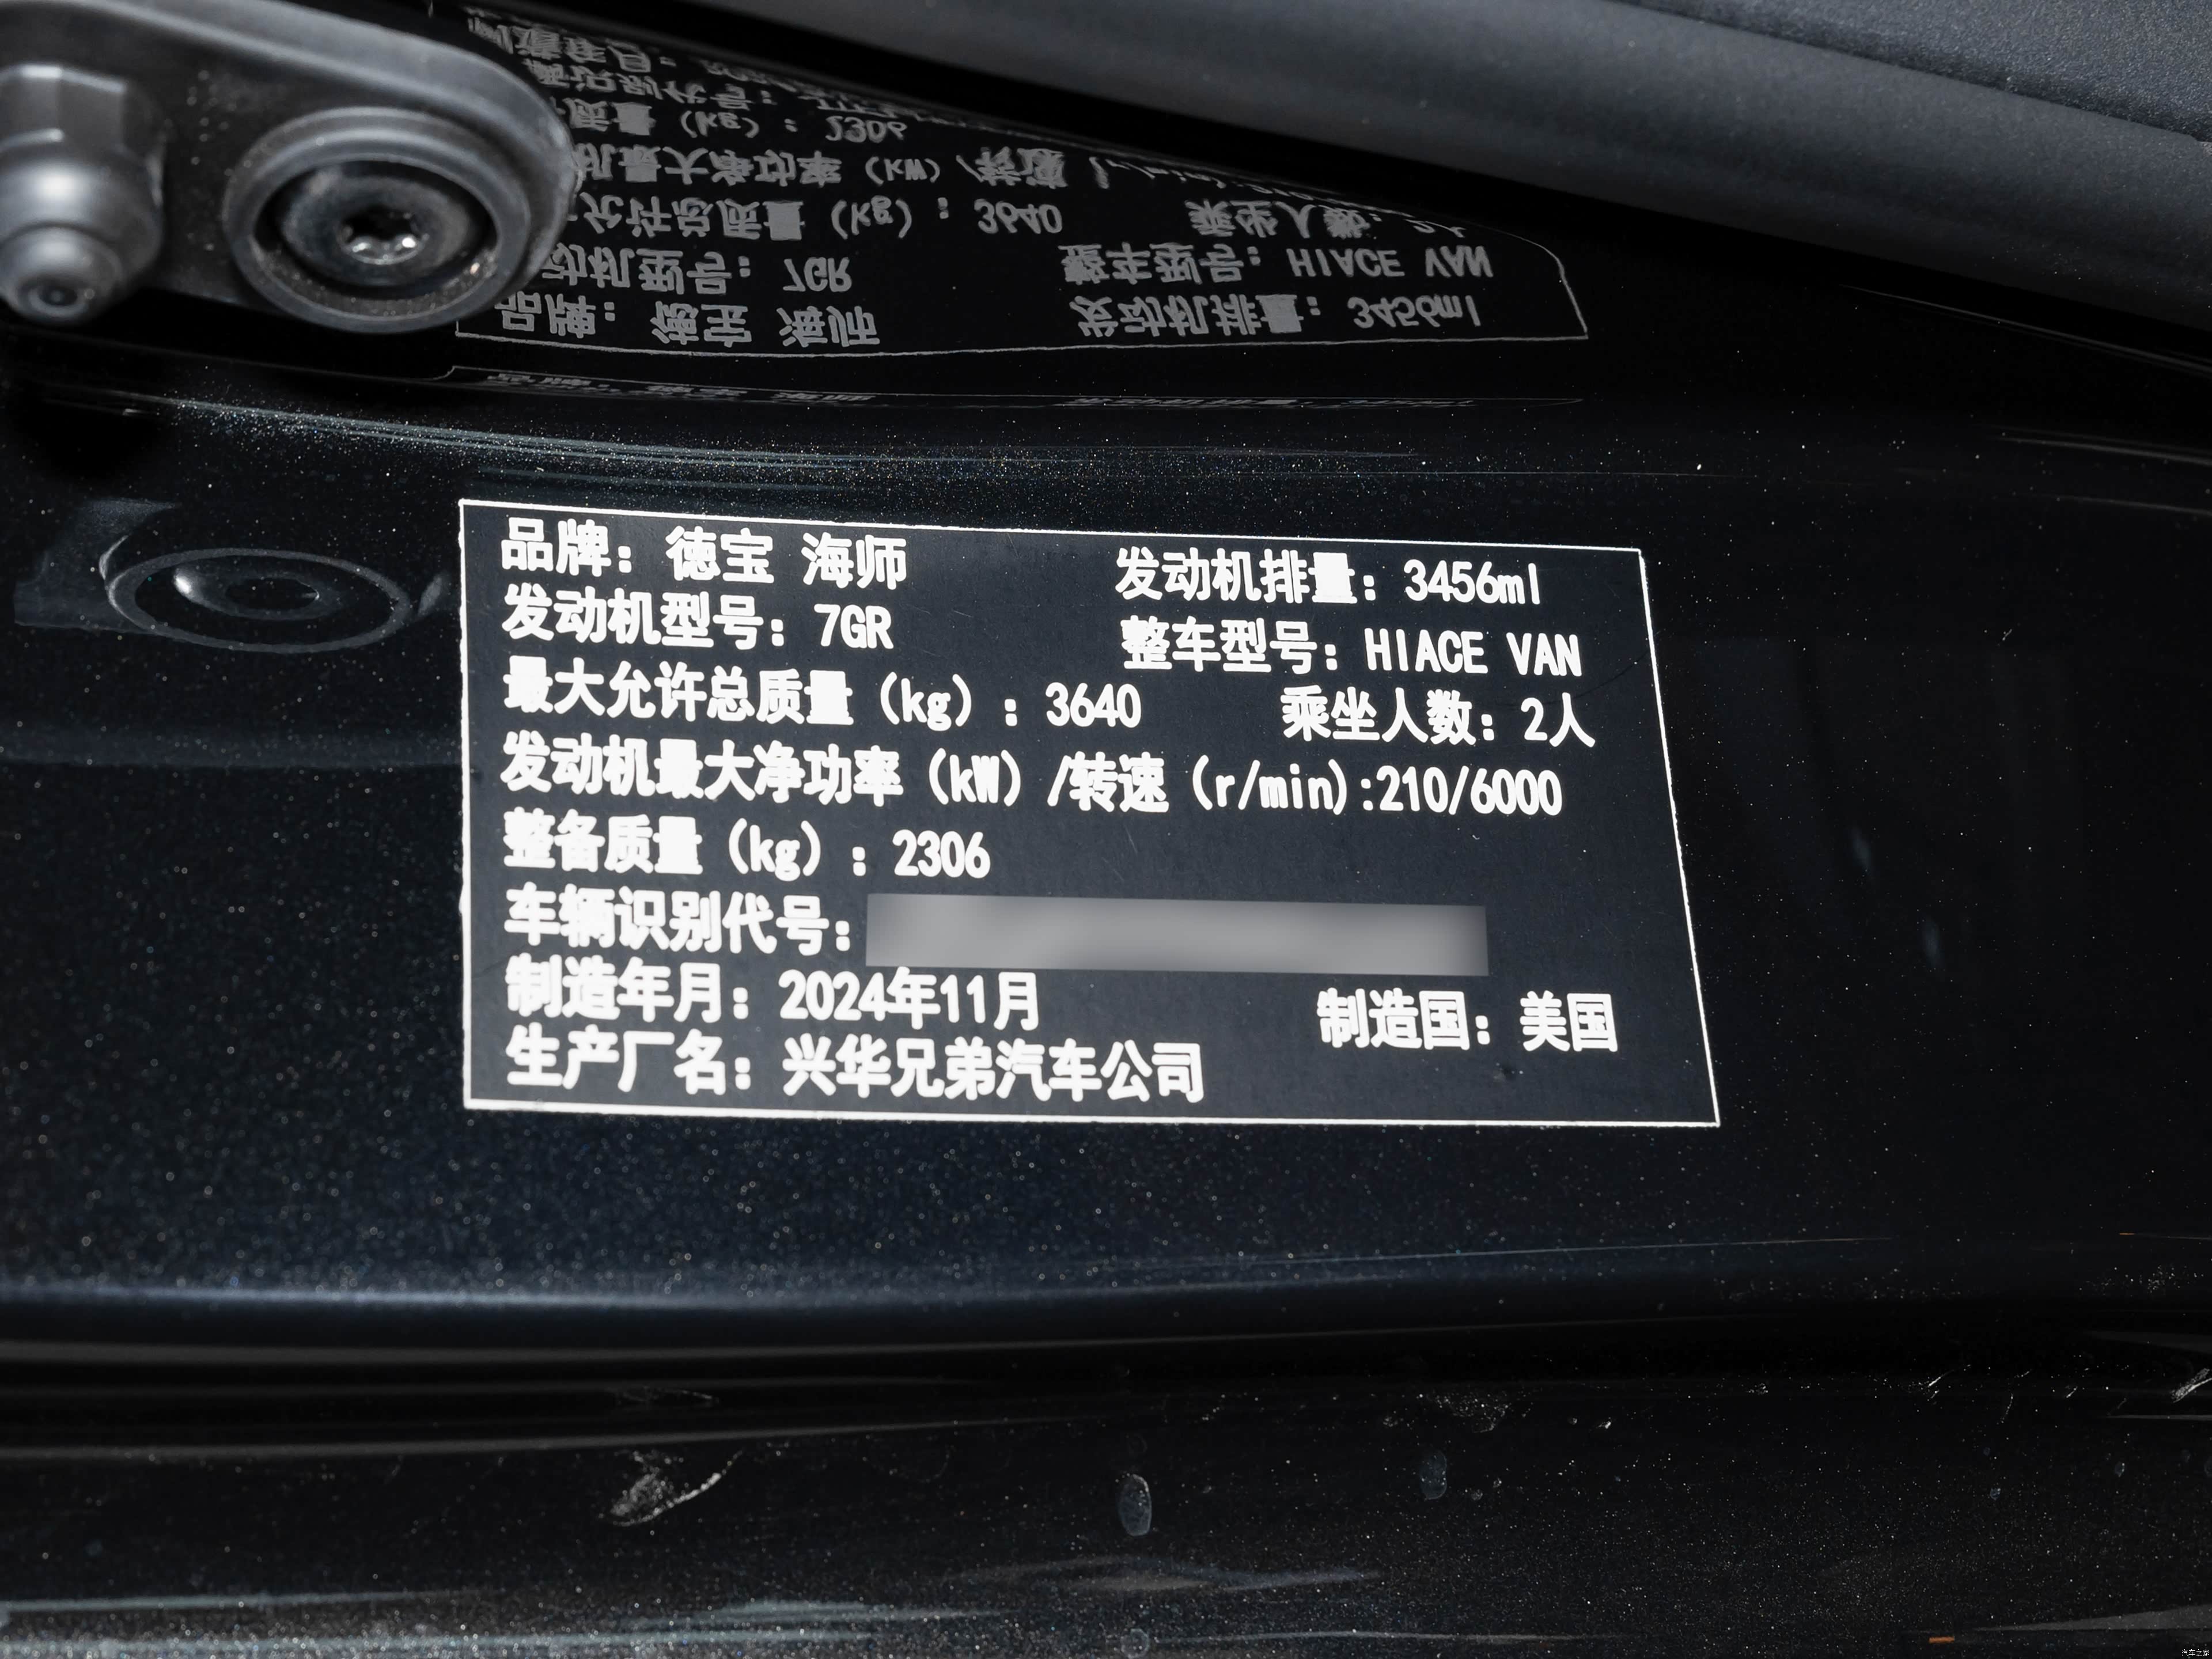 品牌：德宝 海师 发动机排量：3456ml
发动机型号：7GR 整车型号：HIACE VAN
最大允许总质量（kg）：3640 乘坐人数：2人
发动机最大净功率（kW）/转速（r/min):210/6000
整备质量（kg）：2306
车辆识别代号：
制造年月：2024年11月 制造国：美国
生产厂名：兴华兄弟汽车公司
汽车之家